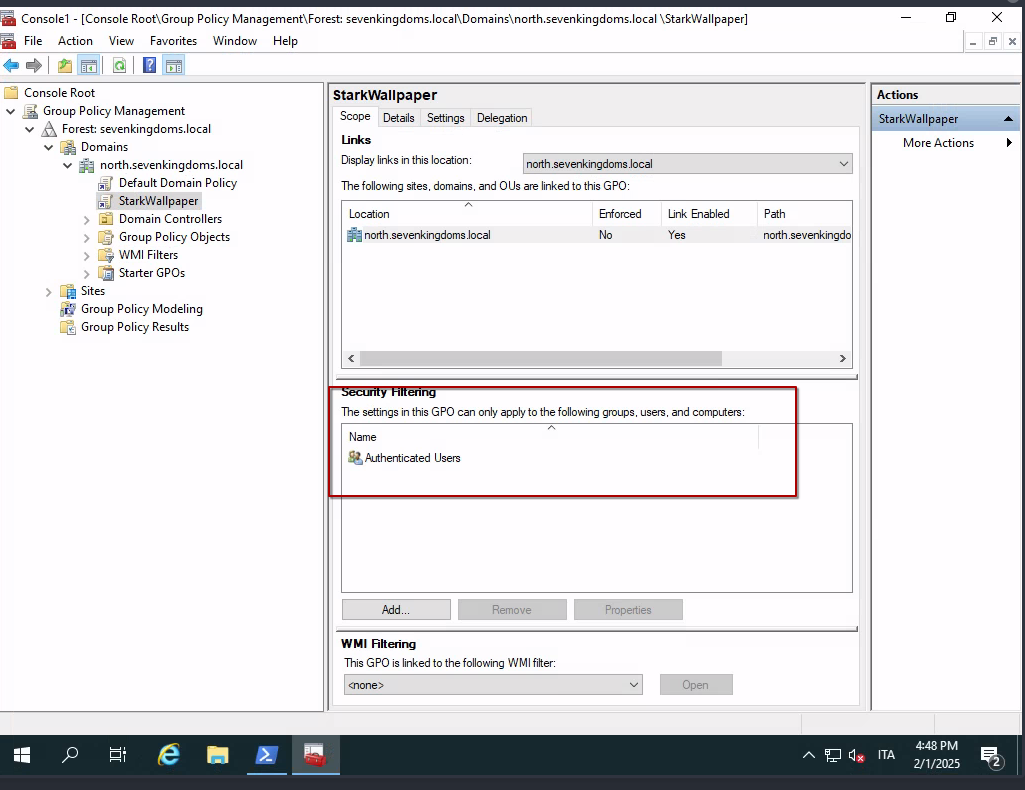 Console1 - [Console Root\Group Policy Management\Forest: sevenkingdoms.local\Domains\north.sevenkingdoms.local \StarkWallpaper]
File Action View Favorites Window Help
Console Root
Group Policy Management
Forest: sevenkingdoms.local
Domains
north.sevenkingdoms.local
Default Domain Policy
StarkWallpaper
Domain Controllers
Group Policy Objects
WMI Filters
Starter GPOs
Sites
Group Policy Modeling
Group Policy Results
StarkWallpaper
Scope Details Settings Delegation
Links
Display links in this location: north.sevenkingdoms.local
The following sites, domains, and OUs are linked to this GPO:
Location Enforced Link Enabled Path
north.sevenkingdoms.local No Yes north.sevenkingdo
Security Filtering
The settings in this GPO can only apply to the following groups, users, and computers:
Name
Authenticated Users
Add... Remove Properties
WMI Filtering
This GPO is linked to the following WMI filter:
<none> Open
Actions
StarkWallpaper
More Actions
ITA
4:48 PM
2/1/2025
2